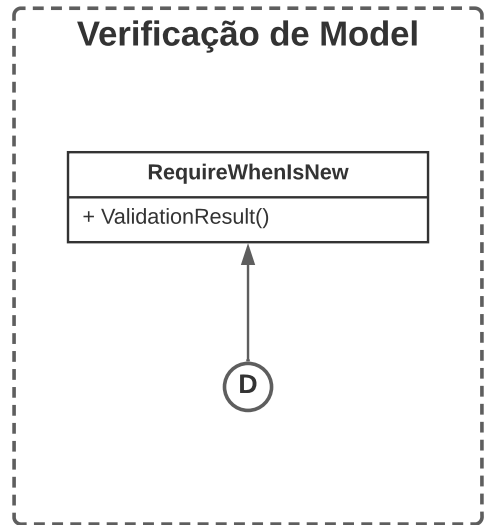 Verificação de Model
RequireWhenIsNew
+ ValidationResult()
D